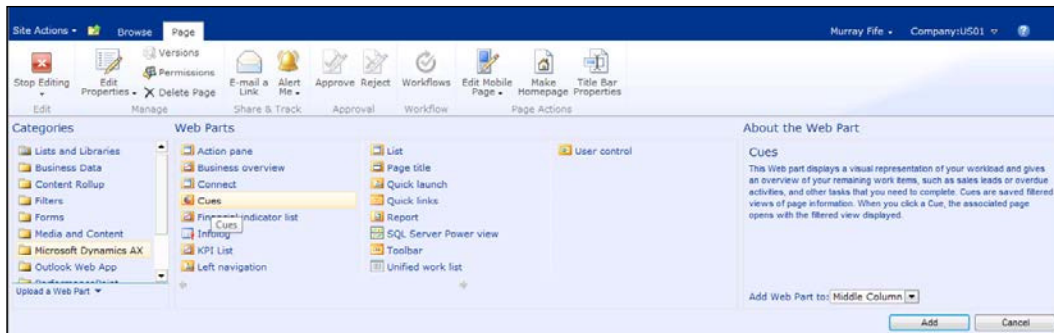 Site Actions Browse Page Murray Fife Company:US01
Stop Editing
Edit
Edit Properties
Versions
Permissions
Delete Page
Manage
E-mail a Link
Alert Me
Share & Track
Approve Reject
Approval
Workflows
Workflow
Edit Mobile Page
Make Homepage
Title Bar Properties
Page Actions
Categories
Lists and Libraries
Business Data
Content Rollup
Filters
Forms
Media and Content
Microsoft Dynamics AX
Outlook Web App
PerformancePoint
Upload a Web Part
Web Parts
Action pane
Business overview
Connect
Cues
Financial indicator list
Cues
Infolog
KPI List
Left navigation
List
Page title
Quick launch
Quick links
Report
SQL Server Power view
Toolbar
Unified work list
User control
About the Web Part
Cues
This Web part displays a visual representation of your workload and gives
an overview of your remaining work items, such as sales leads or overdue
activities, and other tasks that you need to complete. Cues are saved filtered
views of page information. When you click a Cue, the associated page
opens with the filtered view displayed.
Add Web Part to: Middle Column
Add Cancel